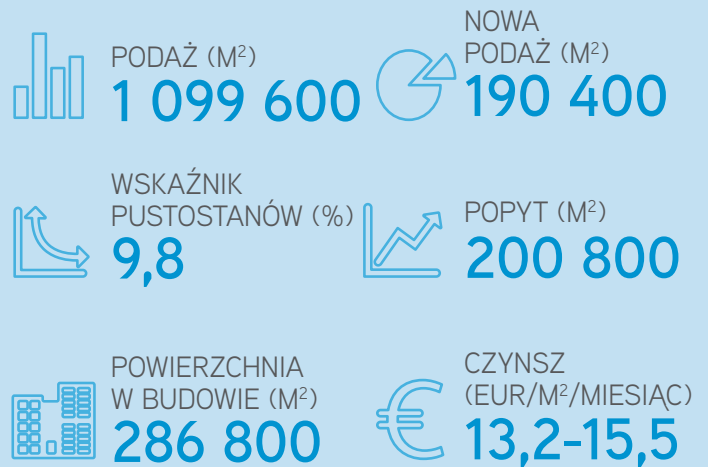 PODAŻ (M²)
1 099 600
NOWA
PODAŻ (M²)
190 400
WSKAŹNIK
PUSTOSTANÓW (%)
9,8
POPYT (M²)
200 800
POWIERZCHNIA
W BUDOWIE (M²)
286 800
CZYNSZ
(EUR/M²/MIESIĄC)
13,2-15,5